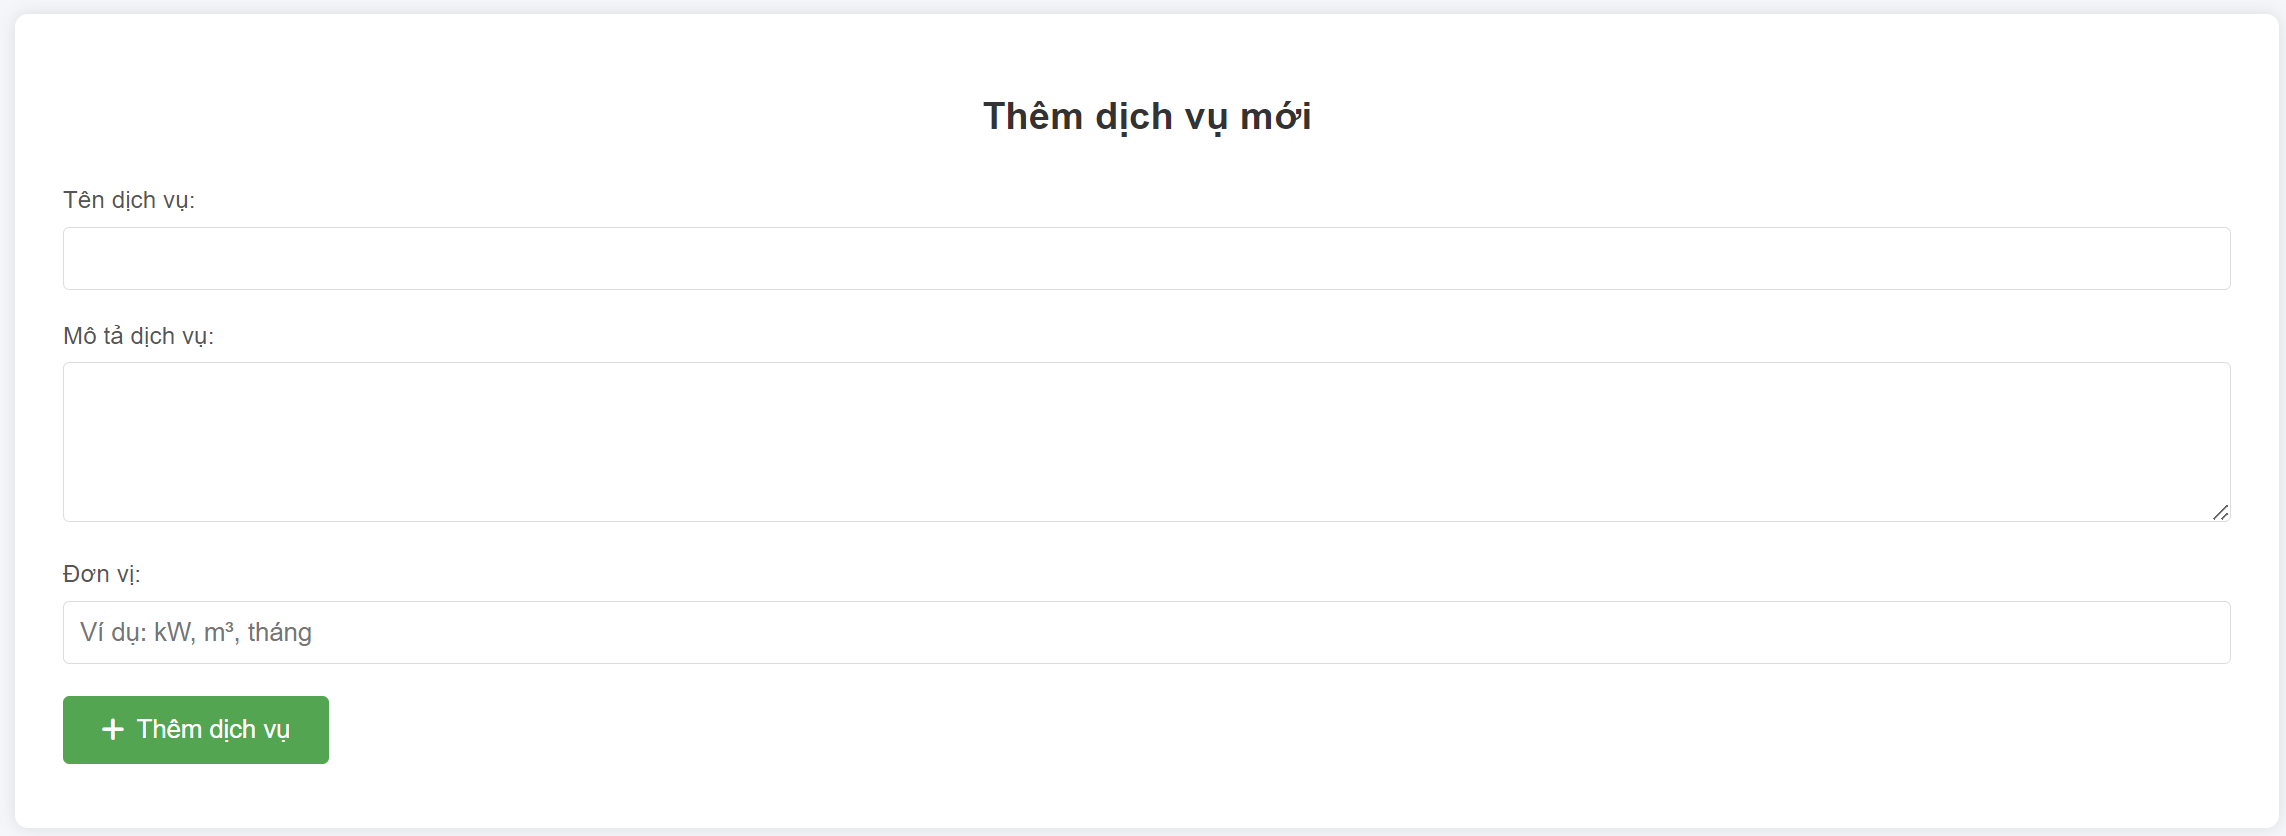 Thêm dịch vụ mới
Tên dịch vụ:
Mô tả dịch vụ:
Đơn vị:
Ví dụ: kW, m³, tháng
Thêm dịch vụ